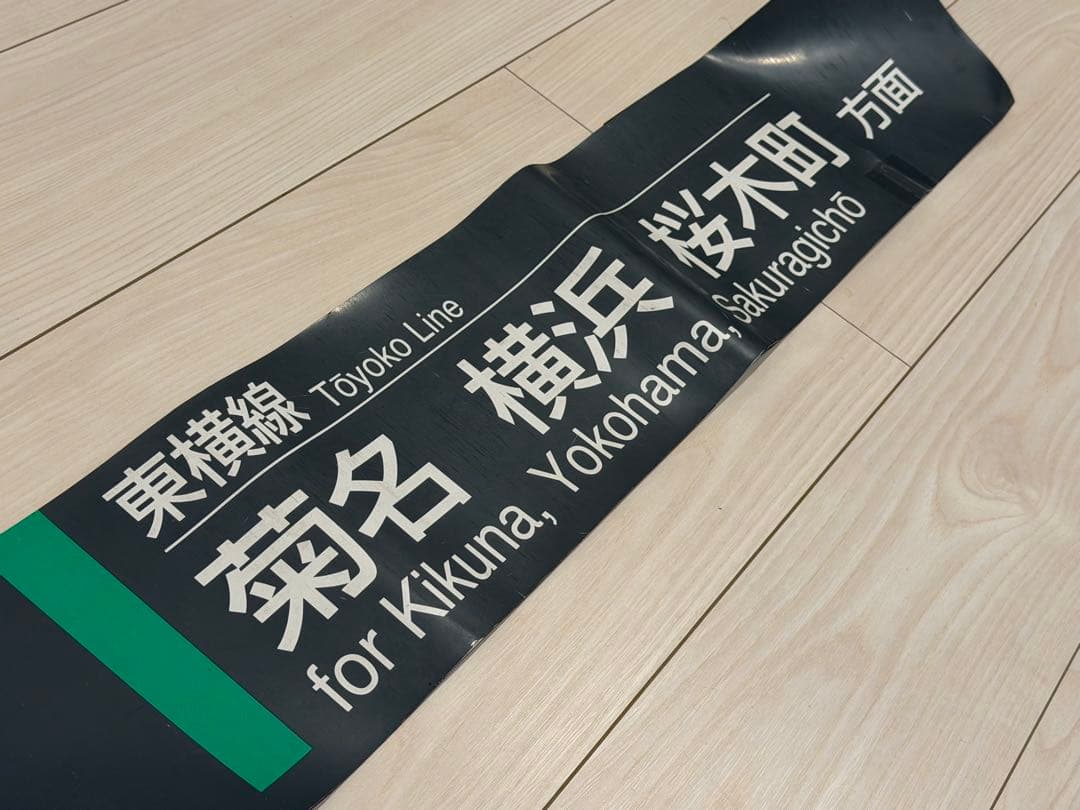 東横線 Tōyoko Line
菊名 横浜 桜木町 方面
for Kikuna, Yokohama, Sakuragichō